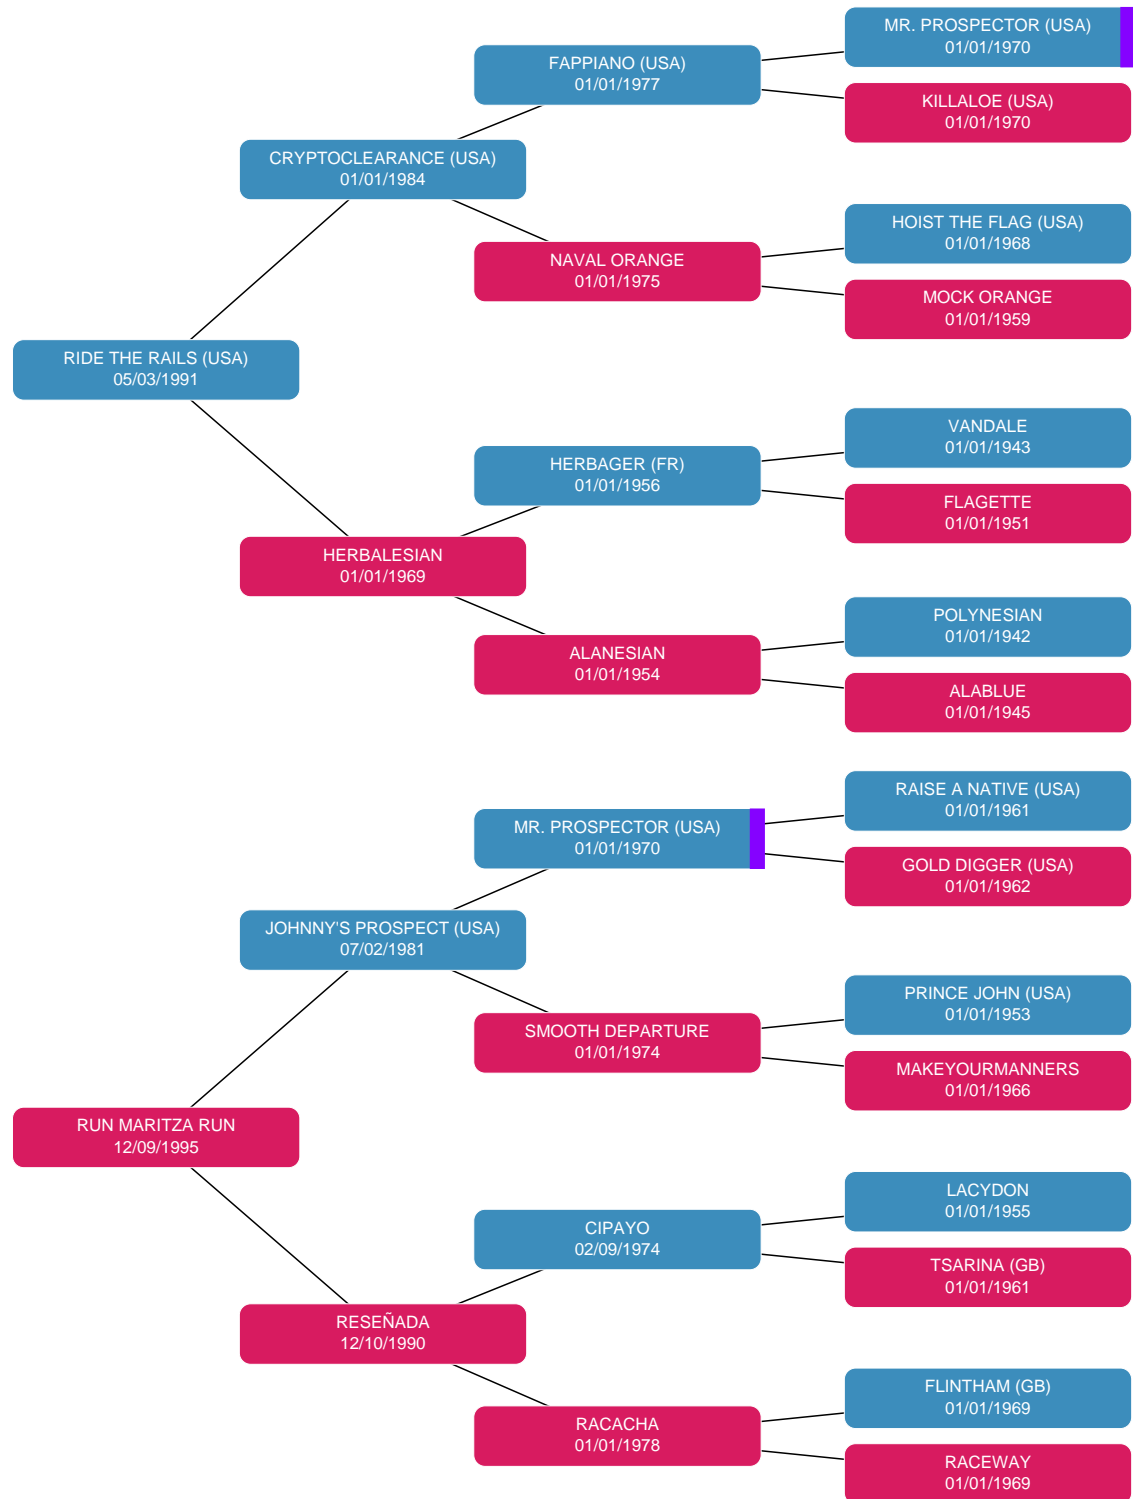 MR. PROSPECTOR (USA)
01/01/1970
FAPPIANO (USA)
01/01/1977
KILLALOE (USA)
01/01/1970
CRYPTOCLEARANCE (USA)
01/01/1984
HOIST THE FLAG (USA)
01/01/1968
NAVAL ORANGE
01/01/1975
MOCK ORANGE
01/01/1959
RIDE THE RAILS (USA)
05/03/1991
VANDALE
01/01/1943
HERBAGER (FR)
01/01/1956
FLAGETTE
01/01/1951
HERBALESIAN
01/01/1969
POLYNESIAN
01/01/1942
ALANESIAN
01/01/1954
ALABLUE
01/01/1945
RAISE A NATIVE (USA)
01/01/1961
MR. PROSPECTOR (USA)
01/01/1970
GOLD DIGGER (USA)
01/01/1962
JOHNNY'S PROSPECT (USA)
07/02/1981
PRINCE JOHN (USA)
01/01/1953
SMOOTH DEPARTURE
01/01/1974
MAKEYOURMANNERS
01/01/1966
RUN MARITZA RUN
12/09/1995
LACYDON
01/01/1955
CIPAYO
02/09/1974
TSARINA (GB)
01/01/1961
RESEÑADA
12/10/1990
FLINTHAM (GB)
01/01/1969
RACACHA
01/01/1978
RACEWAY
01/01/1969